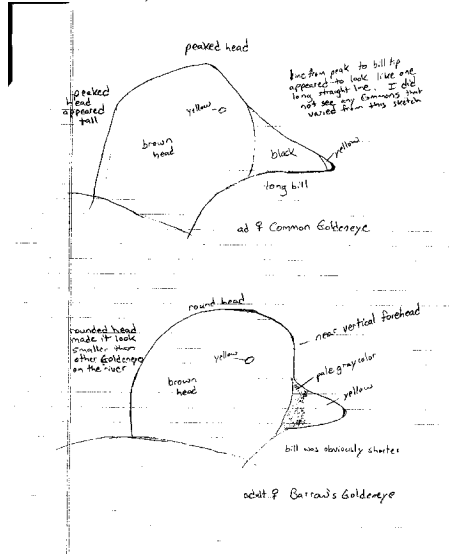 peaked head
line from peak to bill tip
appeared to look like one
long straight line. I did
not see any Commons that
varied from this sketch
peaked
head
appeared
tall
yellow
brown
head
black
yellow
long bill
ad ♀ Common Goldeneye
round head
rounded head
made it look
smaller than
other Goldeneye
on the river
near vertical forehead
yellow
pale gray color
yellow
brown
head
bill was obviously shorter
adult ♀ Barrow's Goldeneye